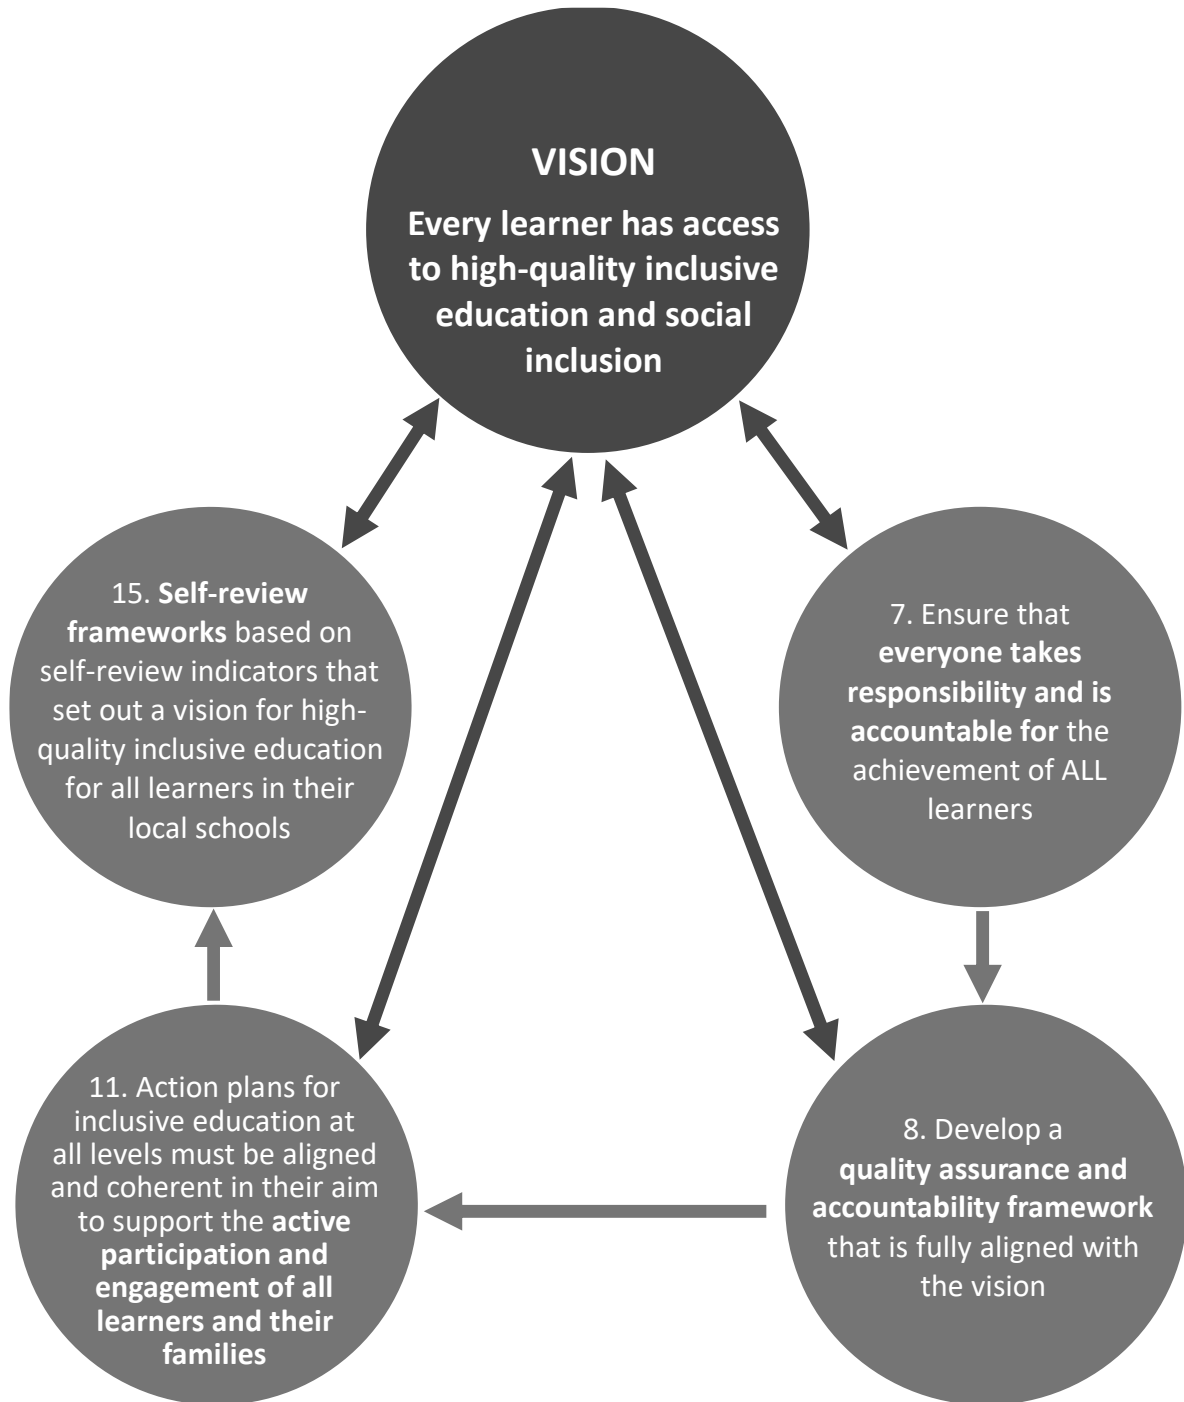 VISION
Every learner has access
to high-quality inclusive
education and social
inclusion
15. Self-review
frameworks based on
self-review indicators that
set out a vision for high-
quality inclusive education
for all learners in their
local schools
7. Ensure that
everyone takes
responsibility and is
accountable for the
achievement of ALL
learners
11. Action plans for
inclusive education at
all levels must be aligned
and coherent in their aim
to support the active
participation and
engagement of all
learners and their
families
8. Develop a
quality assurance and
accountability framework
that is fully aligned with
the vision